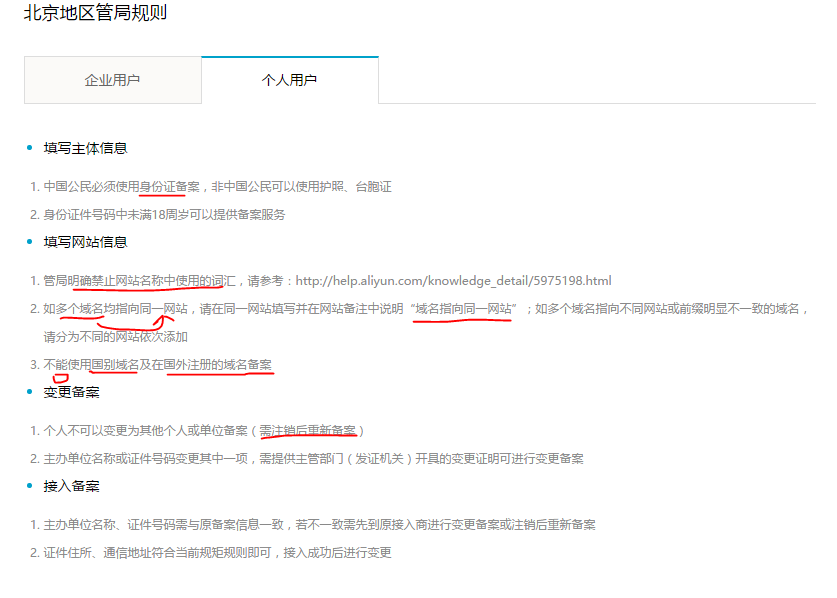 北京地区管局规则
企业用户
个人用户
填写主体信息
1. 中国公民必须使用身份证备案，非中国公民可以使用护照、台胞证
2. 身份证件号码中未满18周岁可以提供备案服务
填写网站信息
1. 管局明确禁止网站名称中使用的词汇，请参考：http://help.aliyun.com/knowledge_detail/5975198.html
2. 如多个域名均指向同一网站，请在同一网站填写并在网站备注中说明“域名指向同一网站”；如多个域名指向不同网站或前缀明显不一致的域名，
请分为不同的网站依次添加
3. 不能使用国别域名及在国外注册的域名备案
变更备案
1. 个人不可以变更为其他个人或单位备案（需注销后重新备案）
2. 主办单位名称或证件号码变更其中一项，需提供主管部门（发证机关）开具的变更证明可进行变更备案
接入备案
1. 主办单位名称、证件号码需与原备案信息一致，若不一致需先到原接入商进行变更备案或注销后重新备案
2. 证件住所、通信地址符合当前规矩规则即可，接入成功后进行变更